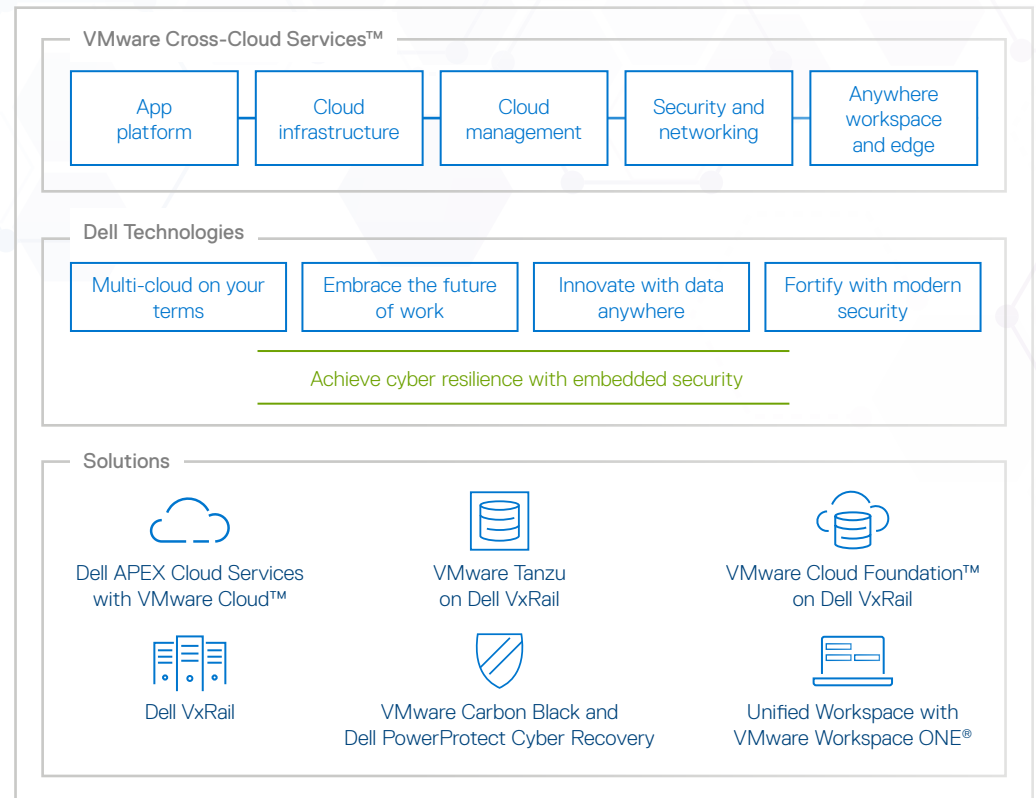 VMware Cross-Cloud Services™
App
platform
Cloud
infrastructure
Cloud
management
Security and
networking
Anywhere
workspace
and edge
Dell Technologies
Multi-cloud on your
terms
Embrace the future
of work
Innovate with data
anywhere
Fortify with modern
security
Achieve cyber resilience with embedded security
Solutions
Dell APEX Cloud Services
with VMware Cloud™
VMware Tanzu
on Dell VxRail
VMware Cloud Foundation™
on Dell VxRail
Dell VxRail
VMware Carbon Black and
Dell PowerProtect Cyber Recovery
Unified Workspace with
VMware Workspace ONE®